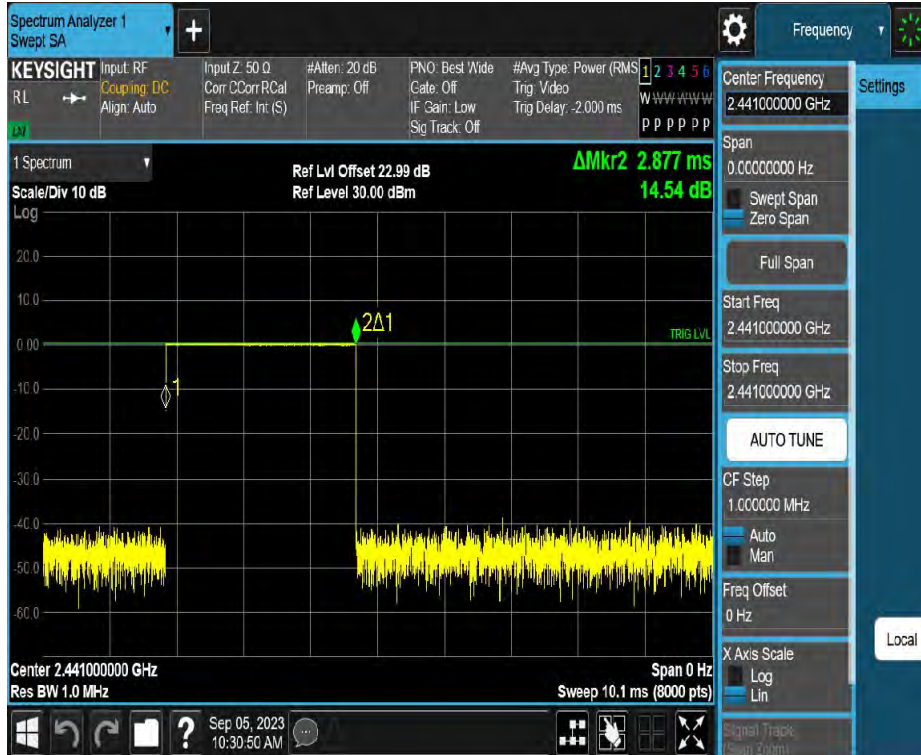 Spectrum Analyzer 1
Swept SA
+
Frequency
KEYSIGHT
RL
Input: RF
Coupling: DC
Align: Auto
Input Z: 50 Ω
Corr CCorr RCal
Freq Ref: Int (S)
#Atten: 20 dB
Preamp: Off
PNO: Best Wide
Gate: Off
IF Gain: Low
Sig Track: Off
#Avg Type: Power (RMS
Trig: Video
Trig Delay: -2.000 ms
1 2 3 4 5 6
W W W W W W
P P P P P P
1 Spectrum
Scale/Div 10 dB
Log
Ref Lvl Offset 22.99 dB
Ref Level 30.00 dBm
ΔMkr2 2.877 ms
14.54 dB
20.0
10.0
0.00
-10.0
-20.0
-30.0
-40.0
-50.0
-60.0
2Δ1
1
TRIG LVL
Center 2.441000000 GHz
Res BW 1.0 MHz
Span 0 Hz
Sweep 10.1 ms (8000 pts)
?
Sep 05, 2023
10:30:50 AM
Center Frequency
2.441000000 GHz
Settings
Span
0.00000000 Hz
Swept Span
Zero Span
Full Span
Start Freq
2.441000000 GHz
Stop Freq
2.441000000 GHz
AUTO TUNE
CF Step
1.000000 MHz
Auto
Man
Freq Offset
0 Hz
Local
X Axis Scale
Log
Lin
Signal Track
(Span Zoom)